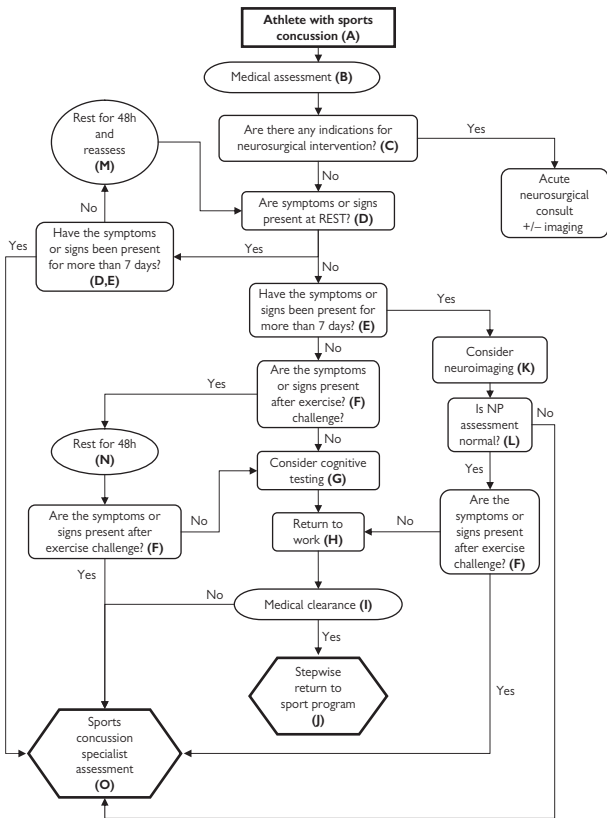 Athlete with sports
concussion (A)
Medical assessment (B)
Are there any indications for
neurosurgical intervention? (C)
Yes
Acute
neurosurgical
consult
+/– imaging
No
Rest for 48h
and
reassess
(M)
Are symptoms or signs
present at REST? (D)
No
Yes
Have the symptoms
or signs been present
for more than 7 days?
(D,E)
Yes
No
Have the symptoms or
signs been present for
more than 7 days? (E)
Yes
Consider
neuroimaging (K)
No
Are the symptoms
or signs present
after exercise? (F)
challenge?
Yes
Is NP
assessment
normal? (L)
No
Rest for 48h
(N)
No
Consider cognitive
testing (G)
Yes
Are the symptoms or
signs present after
exercise challenge? (F)
No
Return to
work (H)
No
Are the
symptoms or
signs present
after exercise
challenge? (F)
Yes
No
Medical clearance (I)
Yes
Stepwise
return to
sport program
(J)
Yes
Sports
concussion
specialist
assessment
(O)